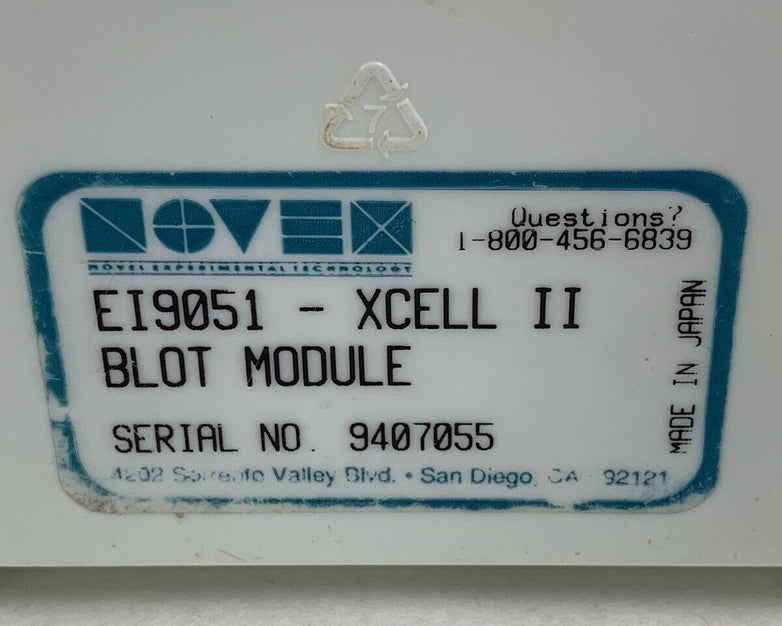 7
NOVEX
NOVEL EXPERIMENTAL TECHNOLOGY
Questions?
1-800-456-6839
EI9051 - XCELL II
BLOT MODULE
SERIAL NO. 9407055
4202 Sorrento Valley Blvd. • San Diego, CA 92121
MADE IN JAPAN